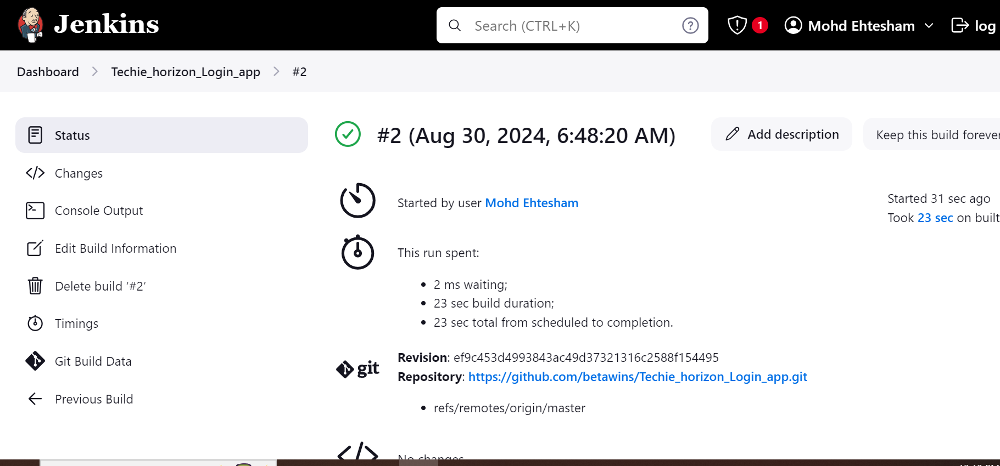 Jenkins
Search (CTRL+K)
1
Mohd Ehtesham
log
Dashboard
Techie_horizon_Login_app
#2
Status
Changes
Console Output
Edit Build Information
Delete build ‘#2’
Timings
Git Build Data
Previous Build
#2 (Aug 30, 2024, 6:48:20 AM)
Add description
Keep this build forever
Started by user Mohd Ehtesham
Started 31 sec ago
Took 23 sec on built
This run spent:
2 ms waiting;
23 sec build duration;
23 sec total from scheduled to completion.
git
Revision: ef9c453d4993843ac49d37321316c2588f154495
Repository: https://github.com/betawins/Techie_horizon_Login_app.git
refs/remotes/origin/master
No changes